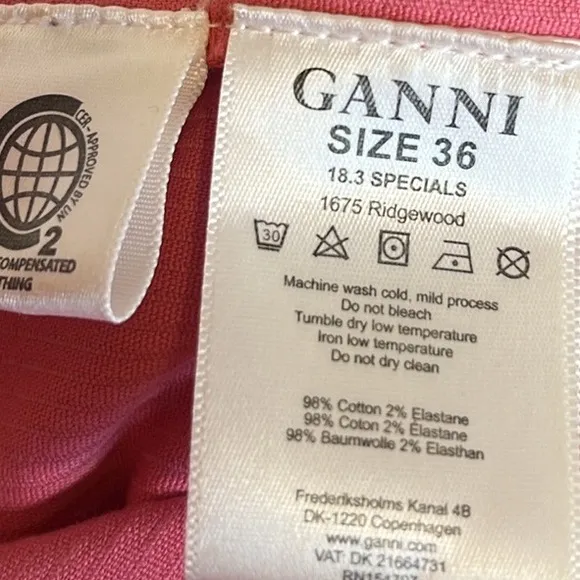 CER - APPROVED BY UN
2
OMPENSATED
THING
GANNI
SIZE 36
18.3 SPECIALS
1675 Ridgewood
30
Machine wash cold, mild process
Do not bleach
Tumble dry low temperature
Iron low temperature
Do not dry clean
98% Cotton 2% Elastane
98% Coton 2% Élastane
98% Baumwolle 2% Elasthan
Frederiksholms Kanal 4B
DK-1220 Copenhagen
www.ganni.com
VAT: DK 21664731